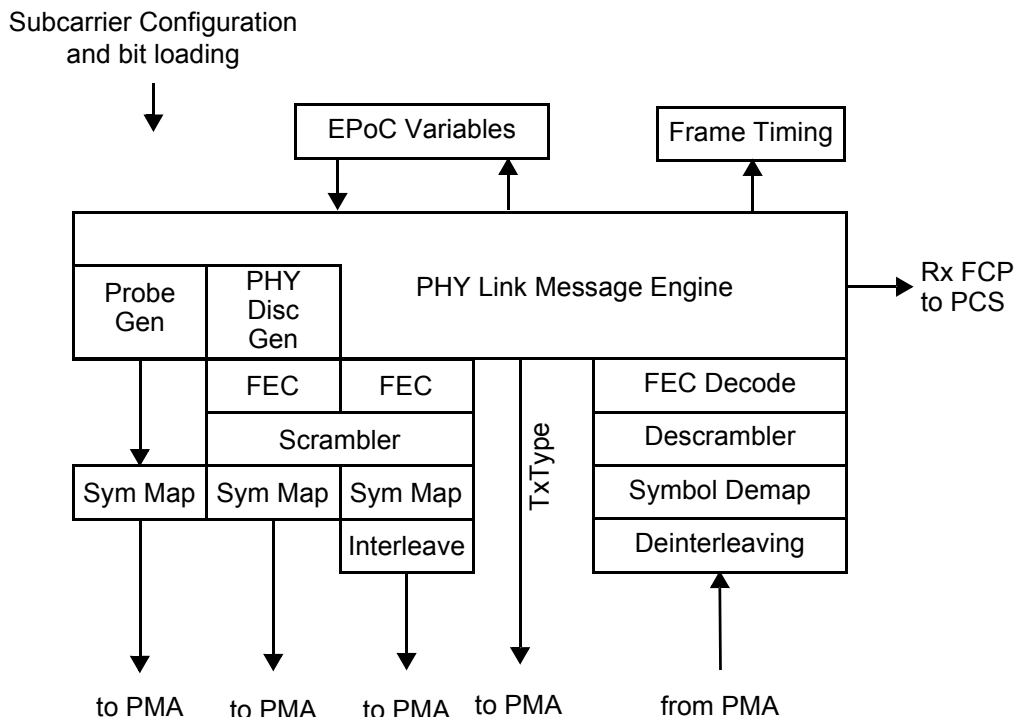 Subcarrier Configuration
and bit loading
EPoC Variables
Frame Timing
PHY Link Message Engine
Probe
Gen
PHY
Disc
Gen
Rx FCP
to PCS
FEC
FEC
FEC Decode
Scrambler
Descrambler
TxType
Sym Map
Sym Map
Sym Map
Symbol Demap
Interleave
Deinterleaving
to PMA
to PMA
to PMA
to PMA
from PMA